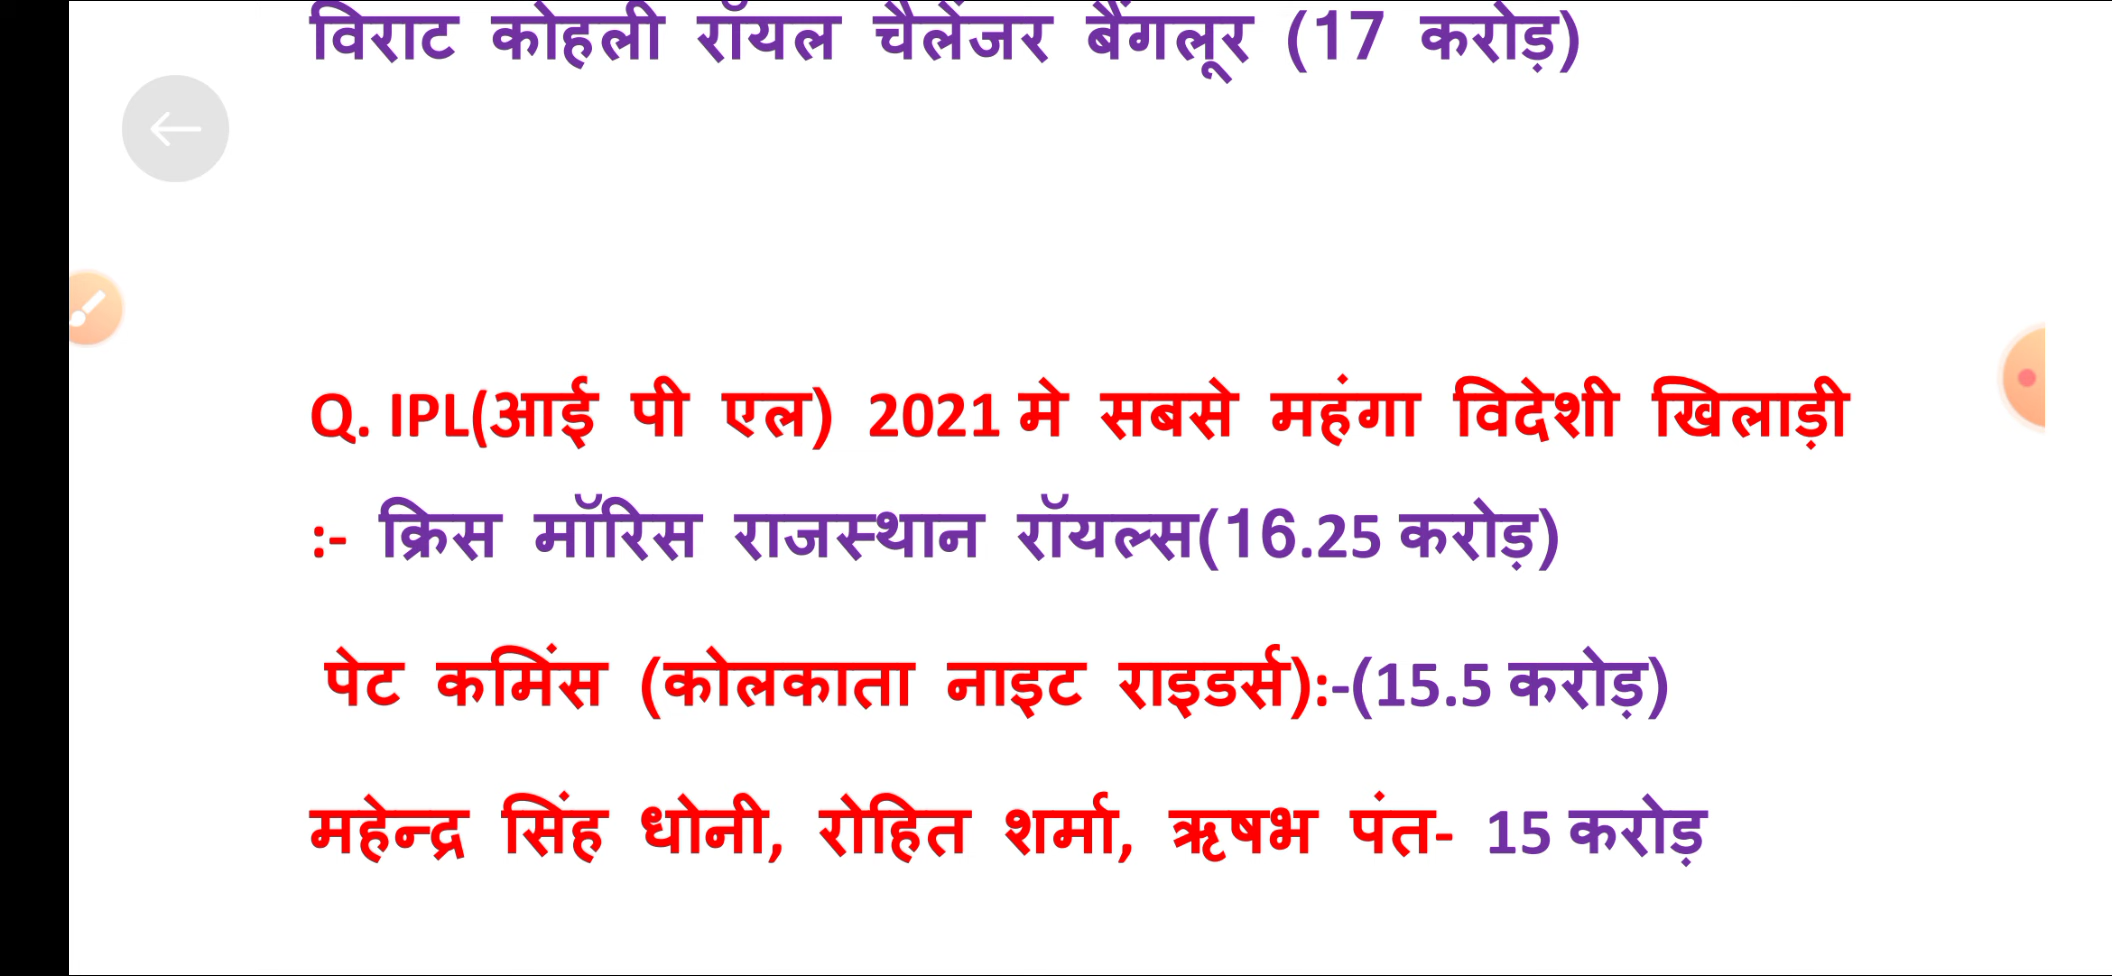 विराट कोहली रॉयल चैलेंजर बैंगलूर (17 करोड़)
Q. IPL(आई पी एल) 2021 मे सबसे महंगा विदेशी खिलाड़ी
:- क्रिस मॉरिस राजस्थान रॉयल्स(16.25 करोड़)
पेट कमिंस (कोलकाता नाइट राइडर्स):-(15.5 करोड़)
महेन्द्र सिंह धोनी, रोहित शर्मा, ऋषभ पंत- 15 करोड़